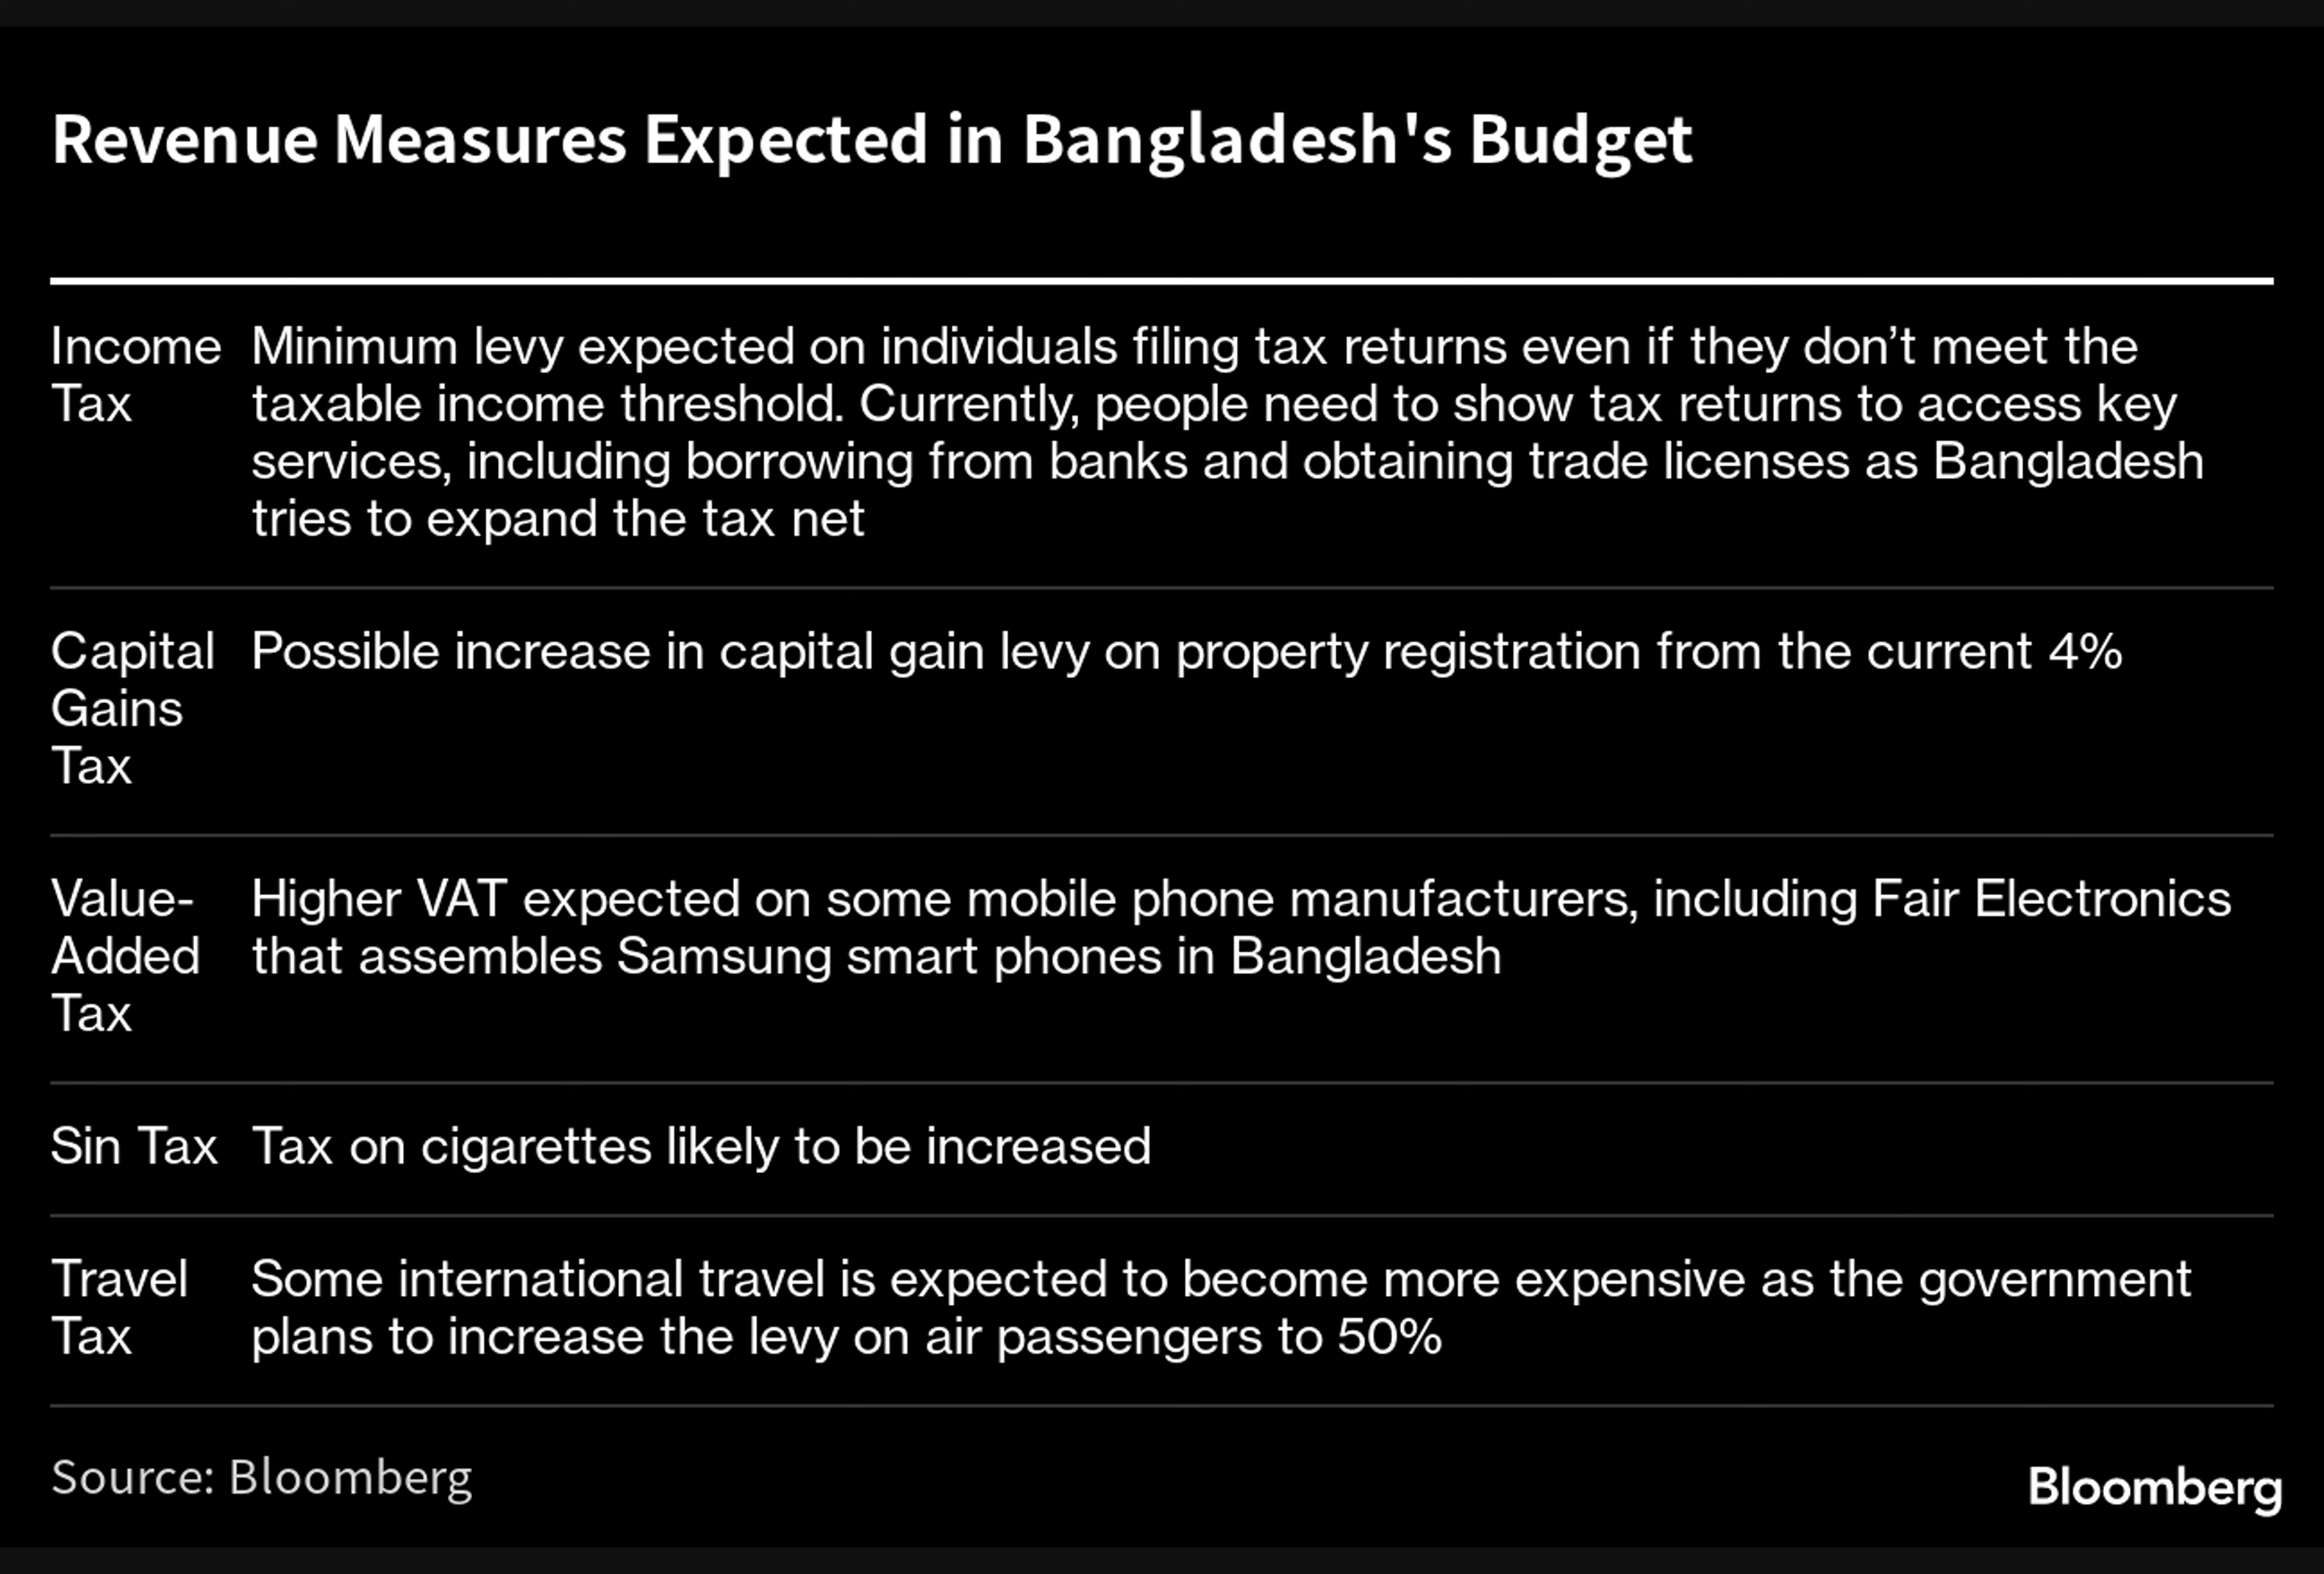 Revenue Measures Expected in Bangladesh's Budget
Income Tax
Minimum levy expected on individuals filing tax returns even if they don’t meet the
taxable income threshold. Currently, people need to show tax returns to access key
services, including borrowing from banks and obtaining trade licenses as Bangladesh
tries to expand the tax net
Capital
Gains
Tax
Possible increase in capital gain levy on property registration from the current 4%
Value-
Added
Tax
Higher VAT expected on some mobile phone manufacturers, including Fair Electronics
that assembles Samsung smart phones in Bangladesh
Sin Tax
Tax on cigarettes likely to be increased
Travel
Tax
Some international travel is expected to become more expensive as the government
plans to increase the levy on air passengers to 50%
Source: Bloomberg
Bloomberg